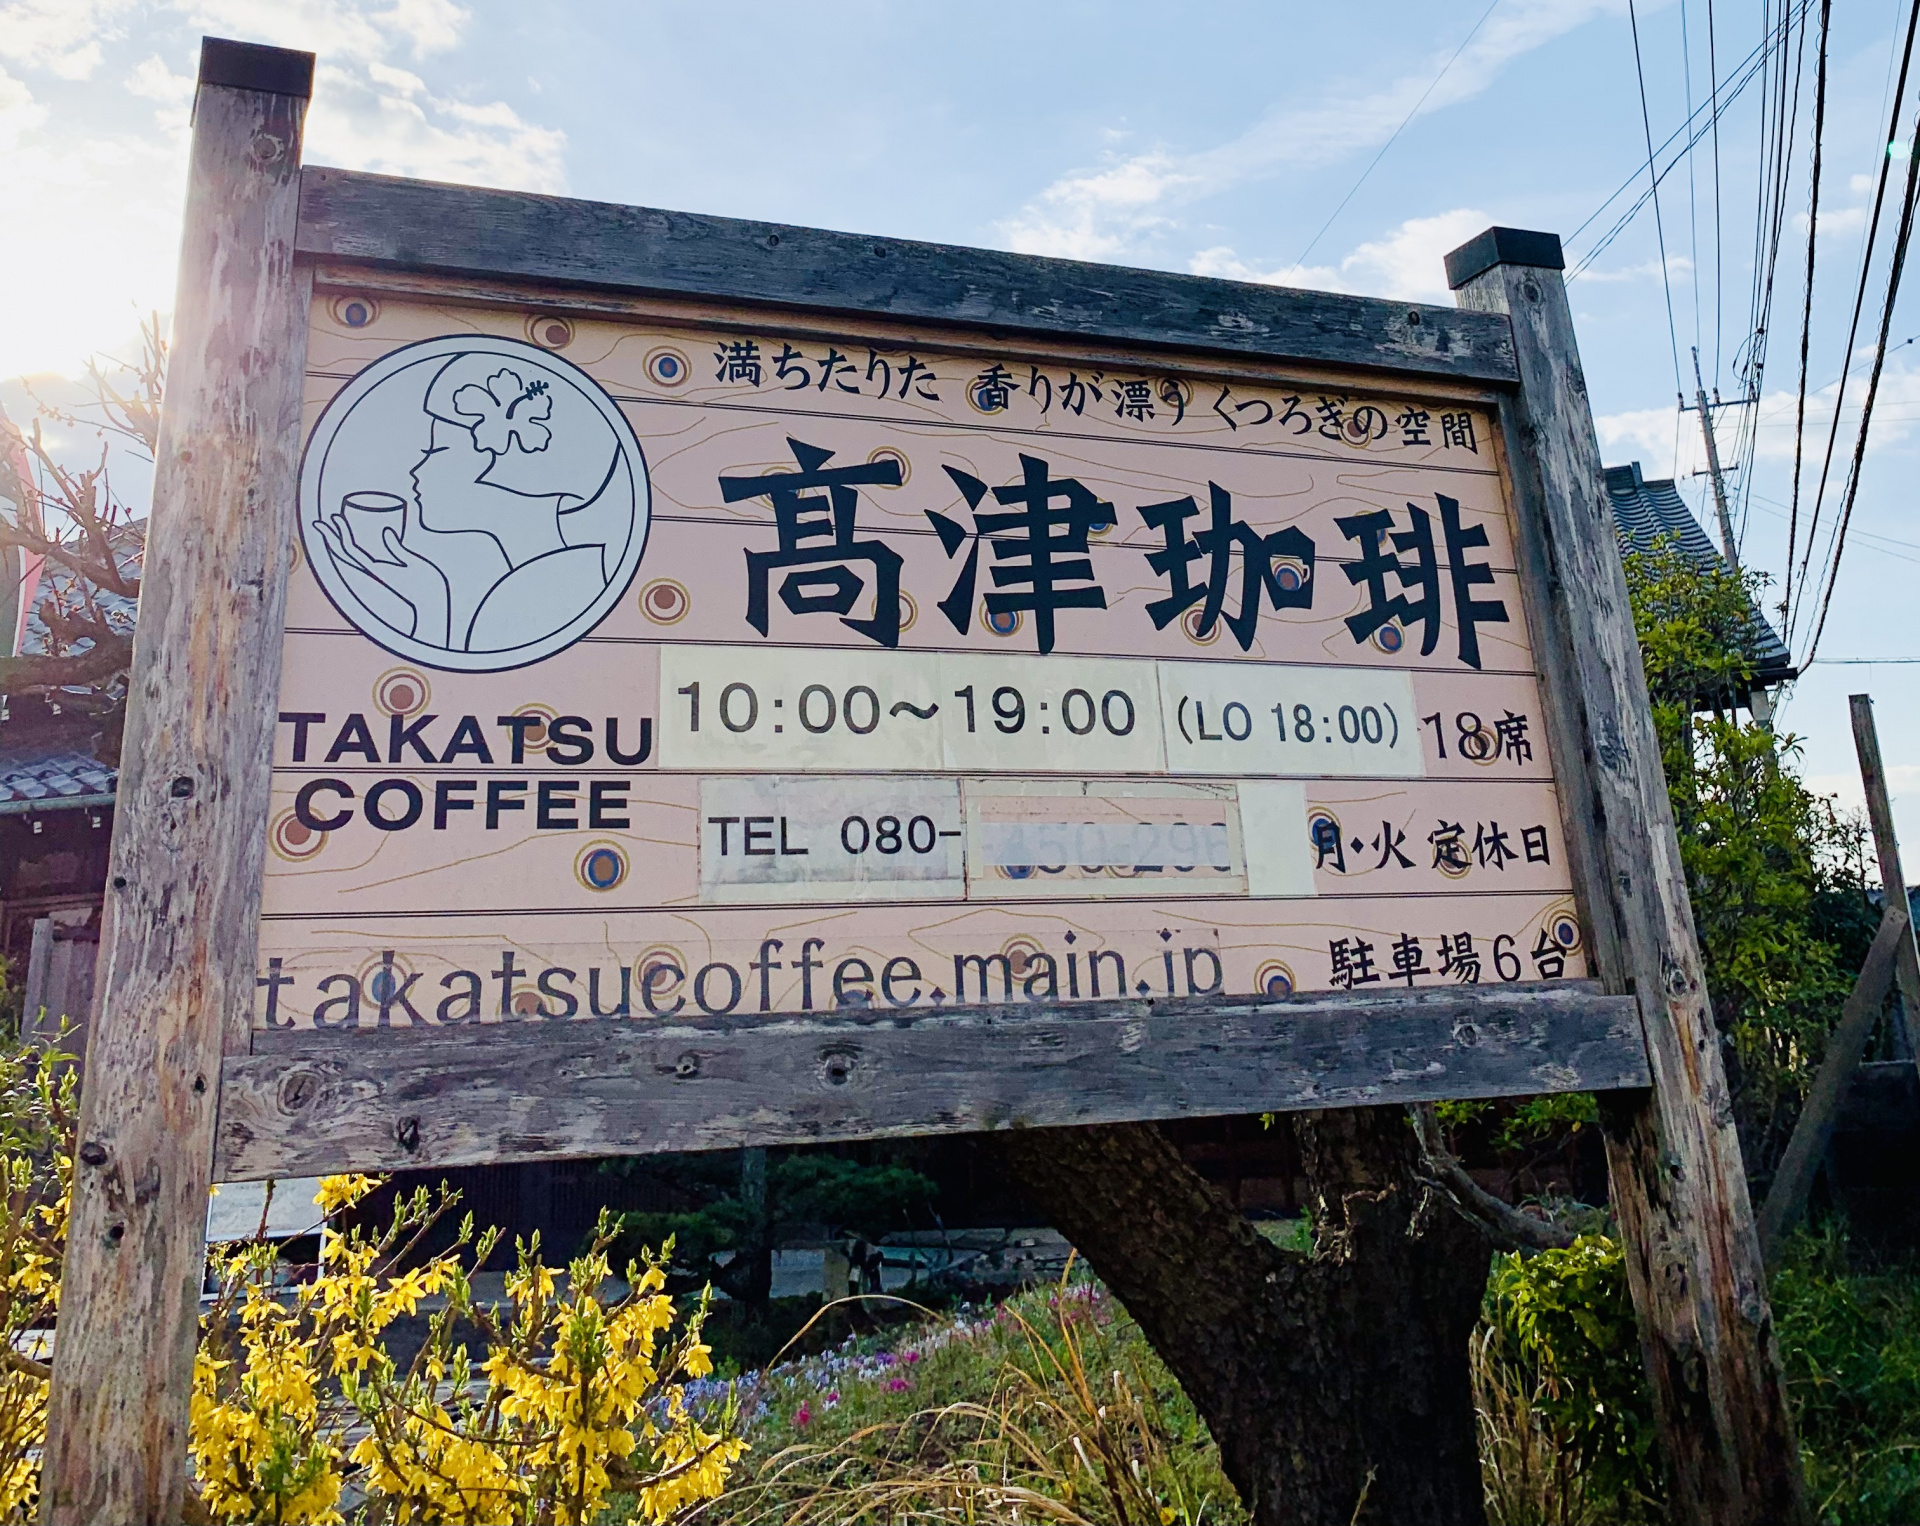 満ちたりた 香りが漂う くつろぎの空間
髙津珈琲
TAKATSU
COFFEE
10:00〜19:00 (LO 18:00) 18席
TEL 080-
月・火 定休日
takatsucoffee.main.jp
駐車場6台